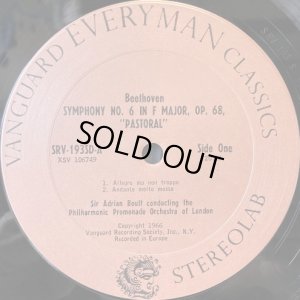 VANGUARD EVERYMAN CLASSICS
Beethoven
SYMPHONY NO. 6 IN F MAJOR, OP. 68,
"PASTORAL"
SOLD OUT
SRV-193SD-A
Side One
XSV 106749
1. Allegro ma non troppo
2. Andante molto mosso
Sir Adrian Boult conducting the
Philharmonic Promenade Orchestra of London
Copyright 1966
Vanguard Recording Society, Inc., N.Y.
Recorded in Europe
STEREOLAB